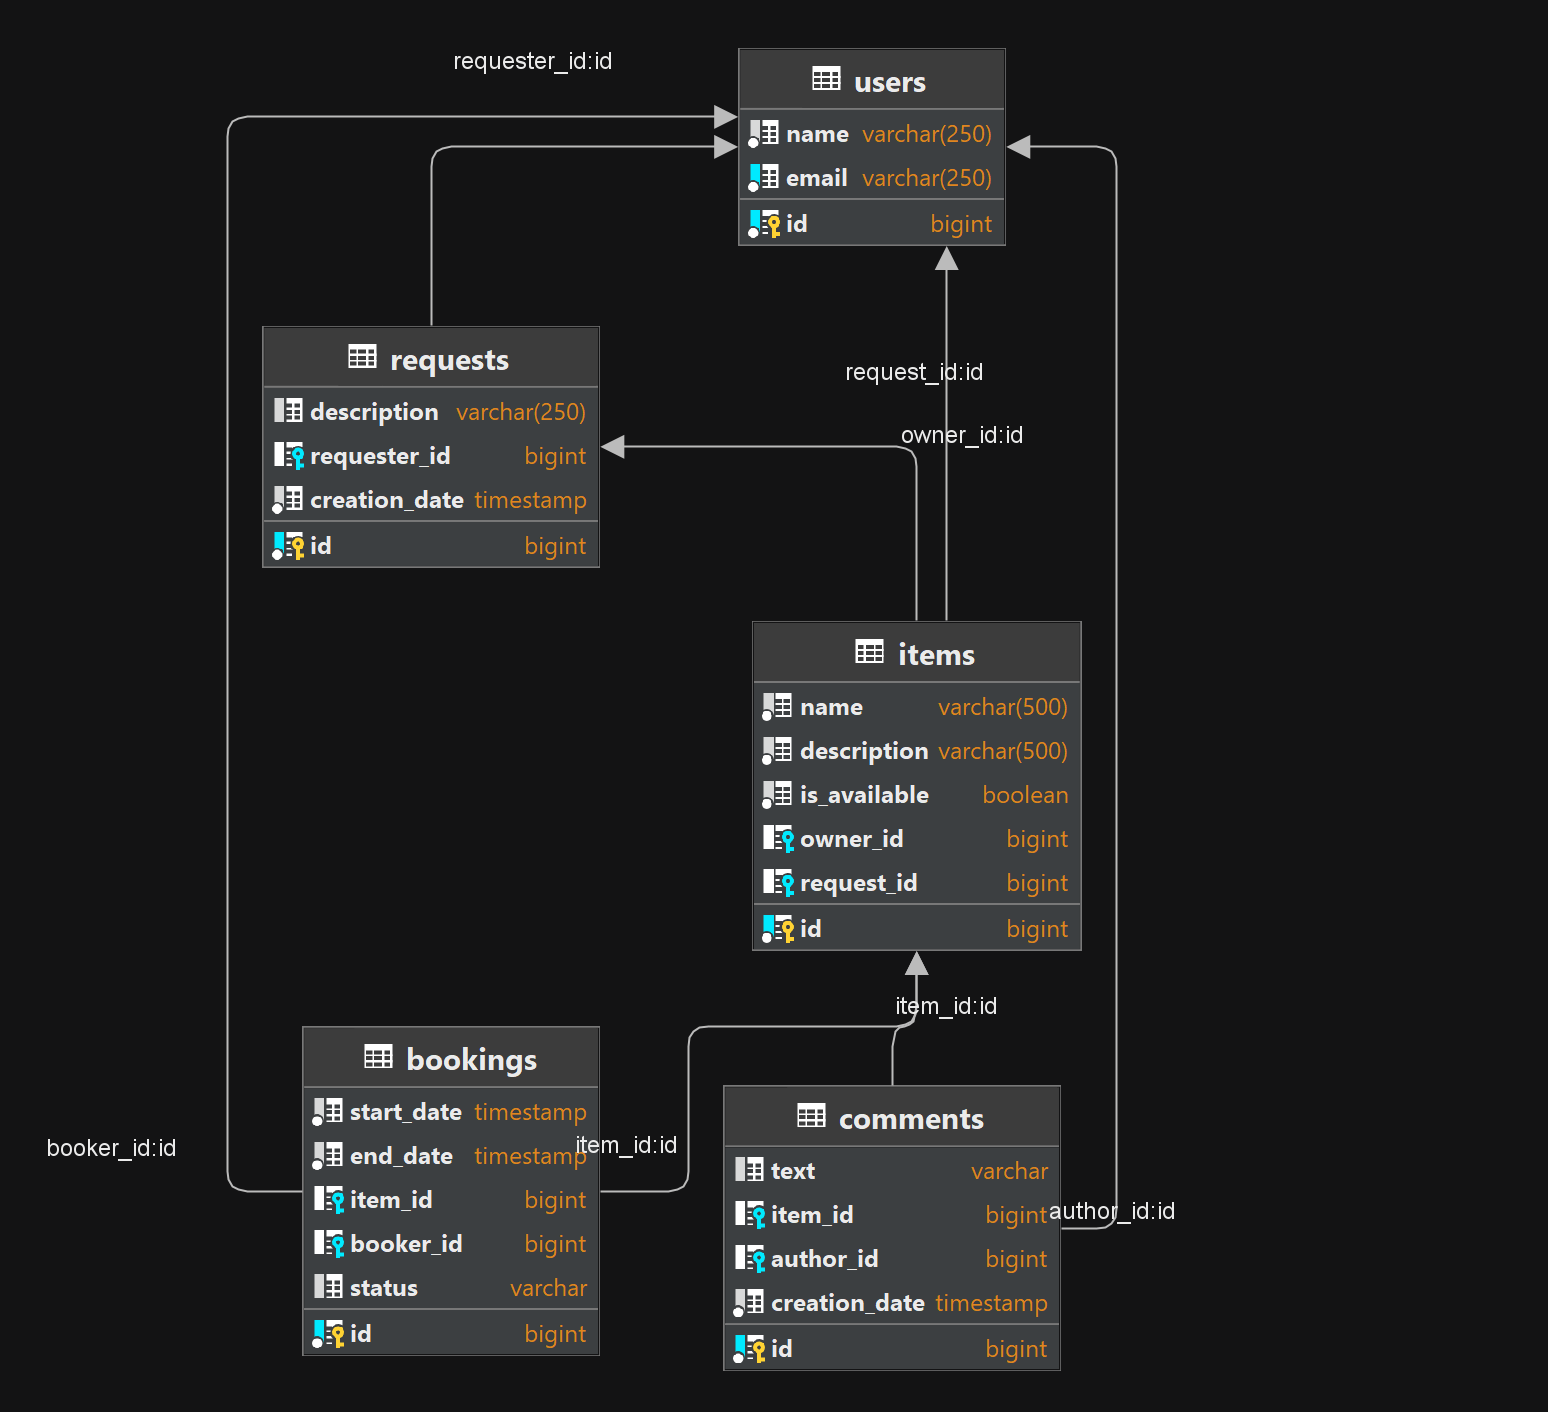 requester_id:id
users
name varchar(250)
email varchar(250)
id bigint
requests
description varchar(250)
requester_id bigint
creation_date timestamp
id bigint
request_id:id
owner_id:id
items
name varchar(500)
description varchar(500)
is_available boolean
owner_id bigint
request_id bigint
id bigint
item_id:id
bookings
start_date timestamp
end_date timestamp
item_id bigint
booker_id bigint
status varchar
id bigint
booker_id:id
item_id:id
comments
text varchar
item_id bigint
author_id bigint
creation_date timestamp
id bigint
author_id:id